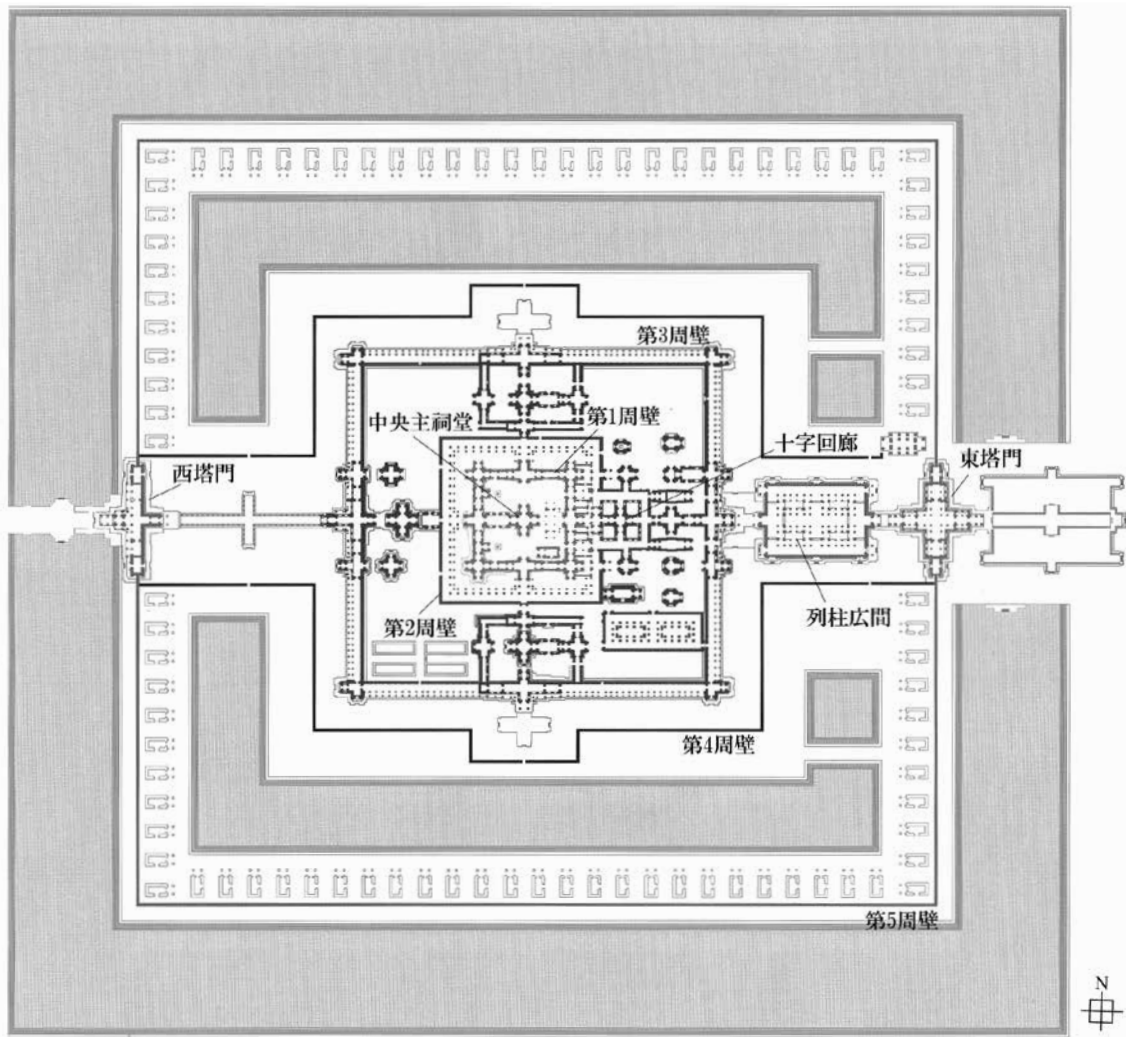 第3周壁
中央主祠堂
第1周壁
十字回廊
西塔門
東塔門
第2周壁
列柱広間
第4周壁
第5周壁
N